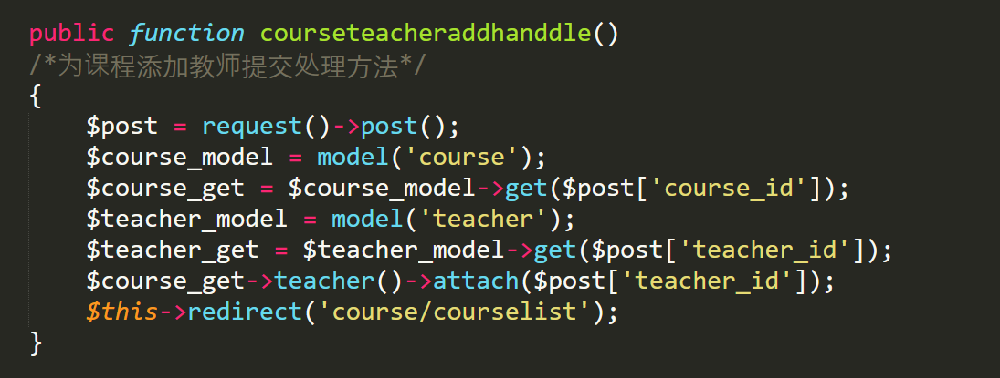 public function courseteacheraddhanddle()
/*为课程添加教师提交处理方法*/
{
    $post = request()->post();
    $course_model = model('course');
    $course_get = $course_model->get($post['course_id']);
    $teacher_model = model('teacher');
    $teacher_get = $teacher_model->get($post['teacher_id']);
    $course_get->teacher()->attach($post['teacher_id']);
    $this->redirect('course/courselist');
}